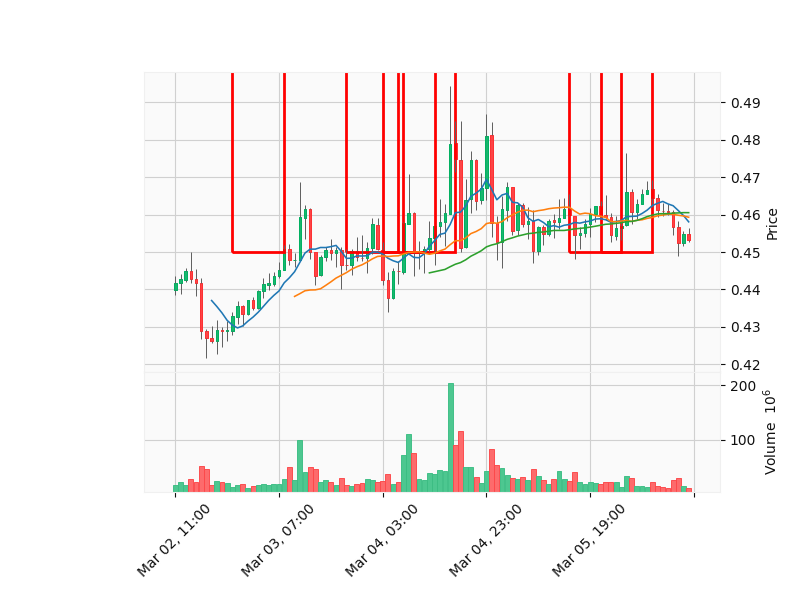 0.49
0.48
0.47
0.46
0.45
0.44
0.43
0.42
Price
200
100
Volume 10⁶
Mar 02, 11:00
Mar 03, 07:00
Mar 04, 03:00
Mar 04, 23:00
Mar 05, 19:00